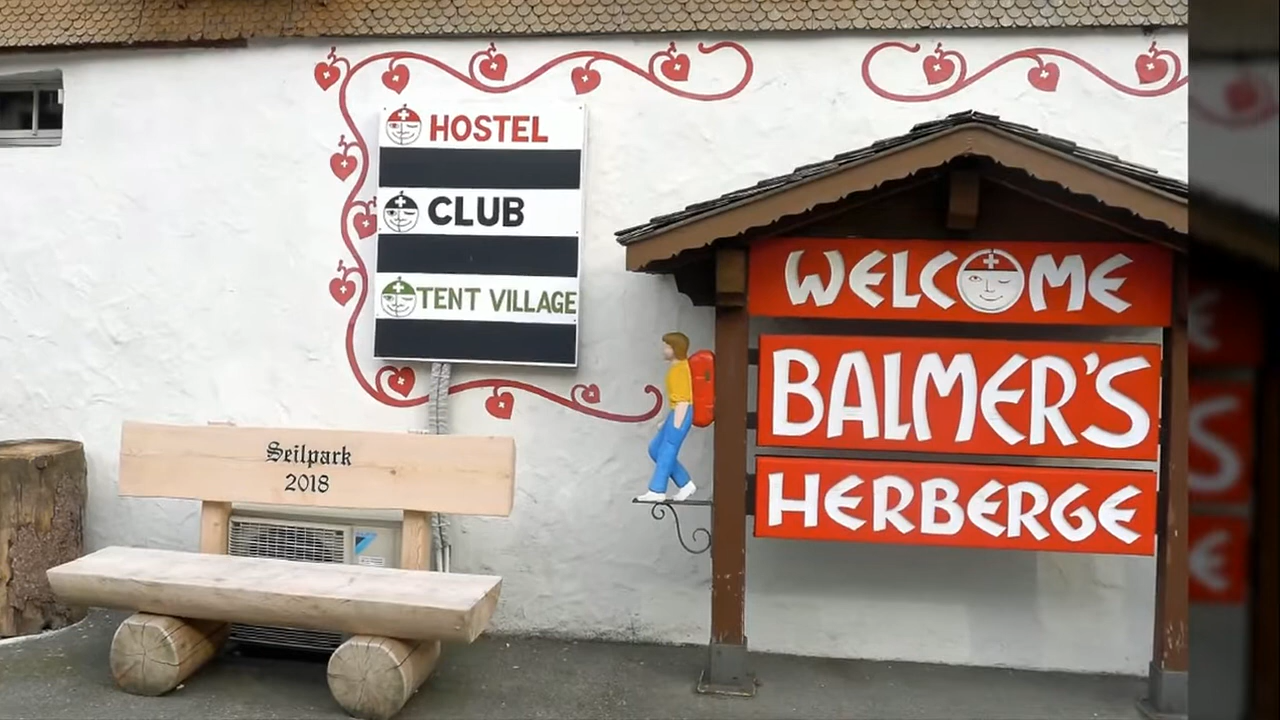 HOSTEL
CLUB
TENT VILLAGE
Seilpark
2018
WELCOME
BALMER'S
HERBERGE